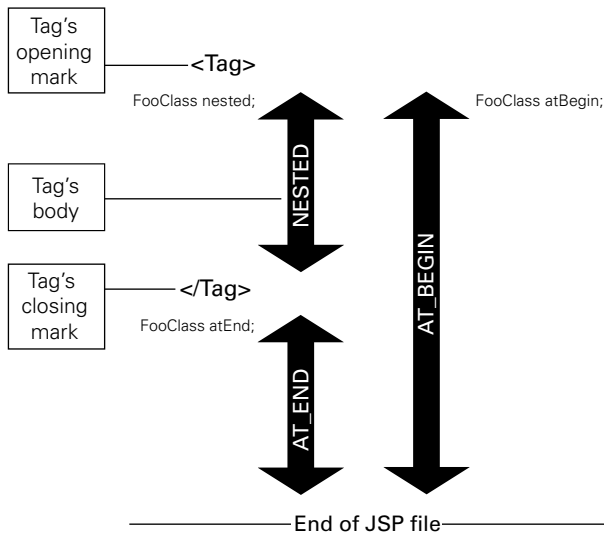 Tag's
opening
mark
<Tag>
FooClass nested;
FooClass atBegin;
NESTED
Tag's
body
AT_BEGIN
Tag's
closing
mark
</Tag>
FooClass atEnd;
AT_END
End of JSP file